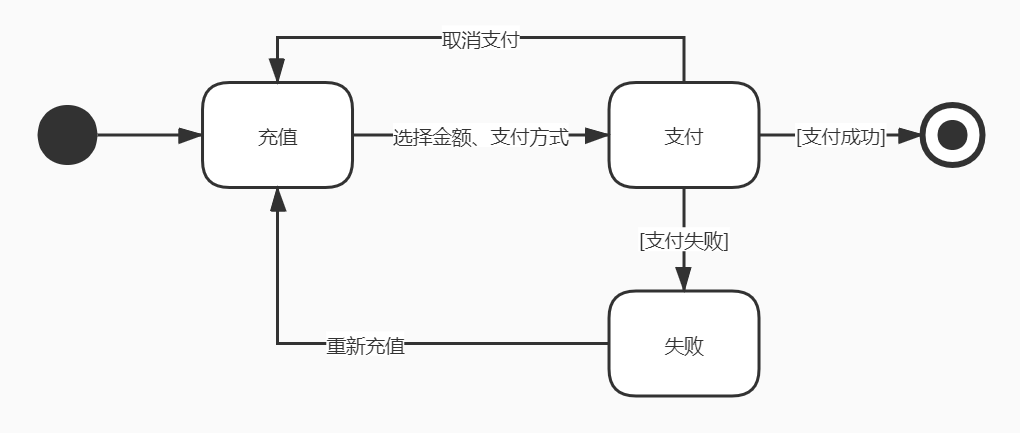 取消支付
充值
选择金额、支付方式
支付
[支付成功]
[支付失败]
重新充值
失败